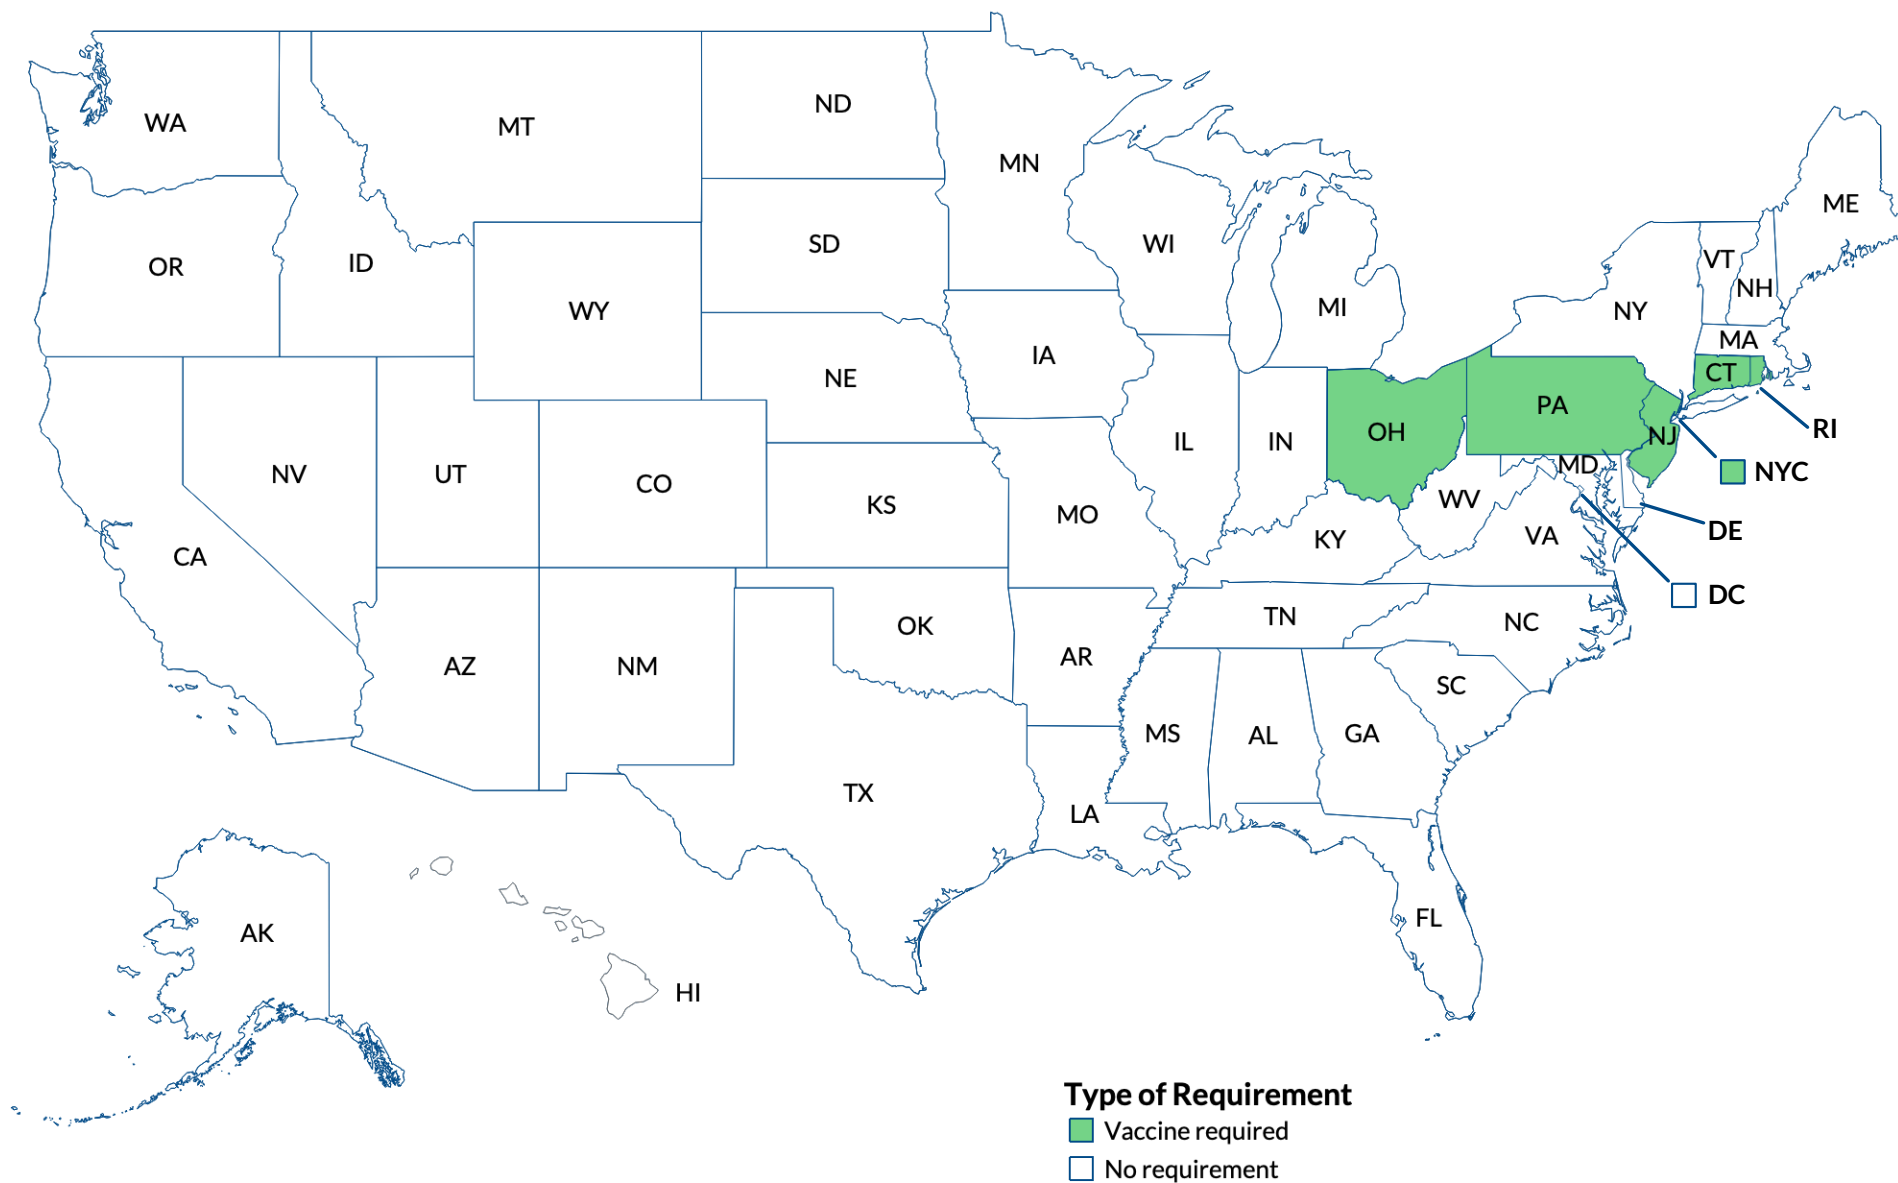 WA
MT
ND
MN
OR
ID
WY
SD
WI
MI
ME
VT
NH
NY
MA
CT
RI
NE
IA
PA
NJ
NYC
NV
UT
CO
KS
IL
IN
OH
MD
WV
DE
CA
MO
KY
VA
DC
AZ
NM
OK
AR
TN
NC
SC
TX
LA
MS
AL
GA
FL
AK
HI
Type of Requirement
Vaccine required
No requirement